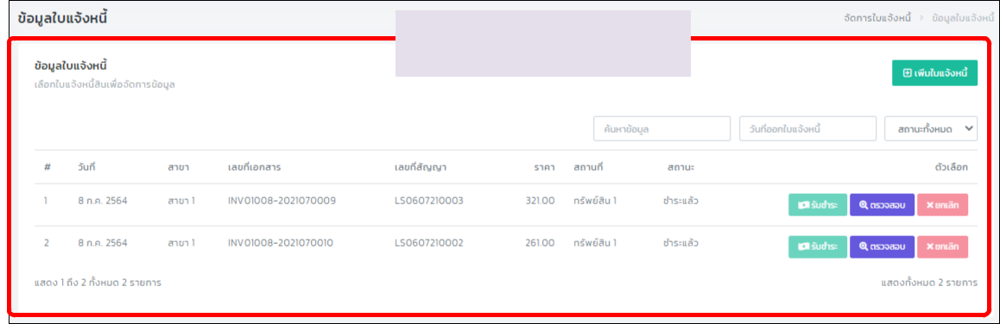 ข้อมูลใบแจ้งหนี้
จัดการใบแจ้งหนี้ > ข้อมูลใบแจ้งหนี้
ข้อมูลใบแจ้งหนี้
เลือกใบแจ้งหนี้สินเพื่อจัดการข้อมูล
เพิ่มใบแจ้งหนี้
ค้นหาข้อมูล วันที่ออกใบแจ้งหนี้ สถานะทั้งหมด
# วันที่ สาขา เลขที่เอกสาร เลขที่สัญญา ราคา สถานที่ สถานะ ตัวเลือก
1 8 ก.ค. 2564 สาขา 1 INV01008-2021070009 LS0607210003 321.00 ทรัพย์สิน 1 ชำระแล้ว รับชำระ ตรวจสอบ ยกเลิก
2 8 ก.ค. 2564 สาขา 1 INV01008-2021070010 LS0607210002 261.00 ทรัพย์สิน 1 ชำระแล้ว รับชำระ ตรวจสอบ ยกเลิก
แสดง 1 ถึง 2 ทั้งหมด 2 รายการ แสดงทั้งหมด 2 รายการ